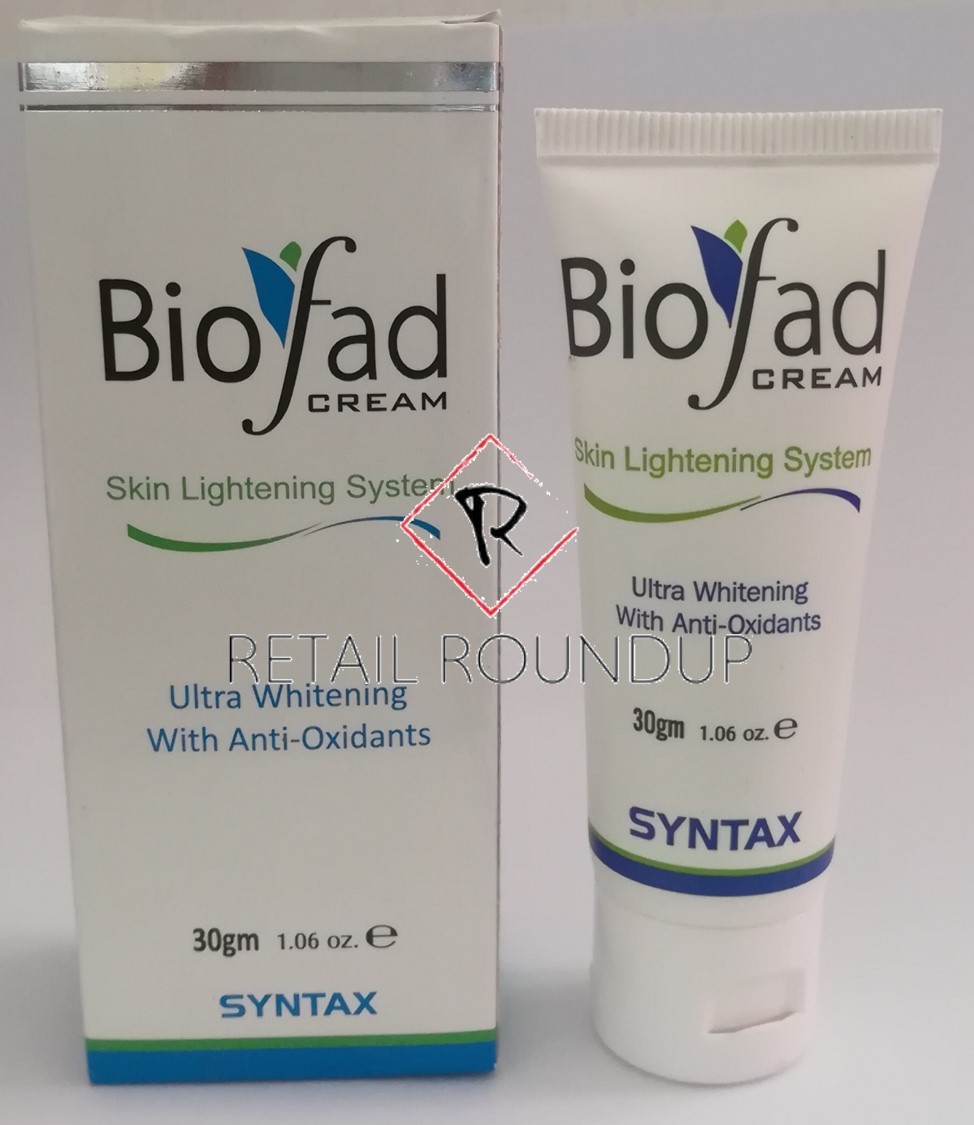 Biofad
CREAM
Skin Lightening System
Ultra Whitening
With Anti-Oxidants
30gm 1.06 oz. e
SYNTAX
Biofad
CREAM
Skin Lightening System
Ultra Whitening
With Anti-Oxidants
30gm 1.06 oz. e
SYNTAX
R
RETAIL ROUNDUP